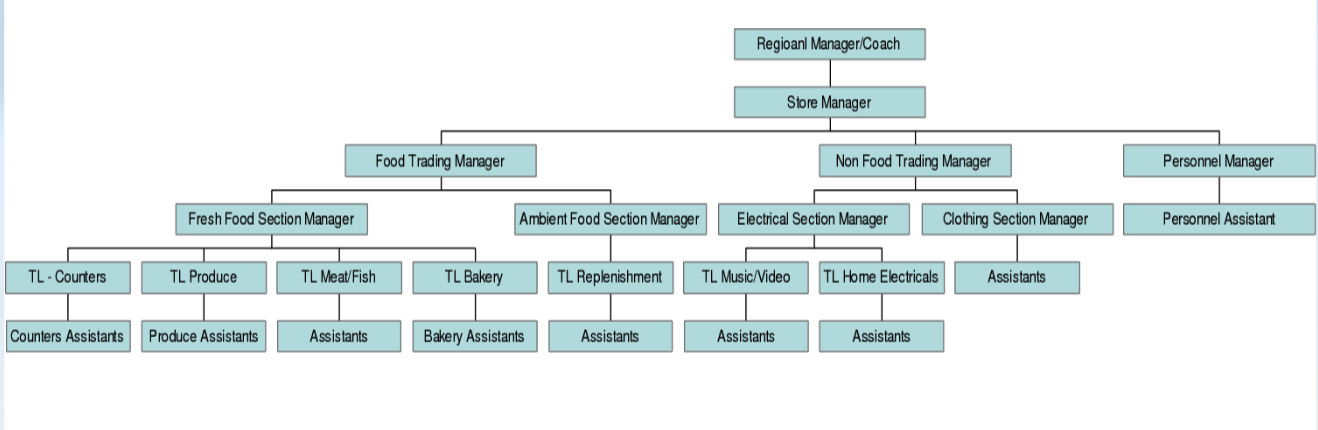 Regioanl Manager/Coach
Store Manager
Food Trading Manager
Non Food Trading Manager
Personnel Manager
Fresh Food Section Manager
Ambient Food Section Manager
Electrical Section Manager
Clothing Section Manager
Personnel Assistant
TL - Counters
TL Produce
TL Meat/Fish
TL Bakery
TL Replenishment
TL Music/Video
TL Home Electricals
Assistants
Counters Assistants
Produce Assistants
Assistants
Bakery Assistants
Assistants
Assistants
Assistants